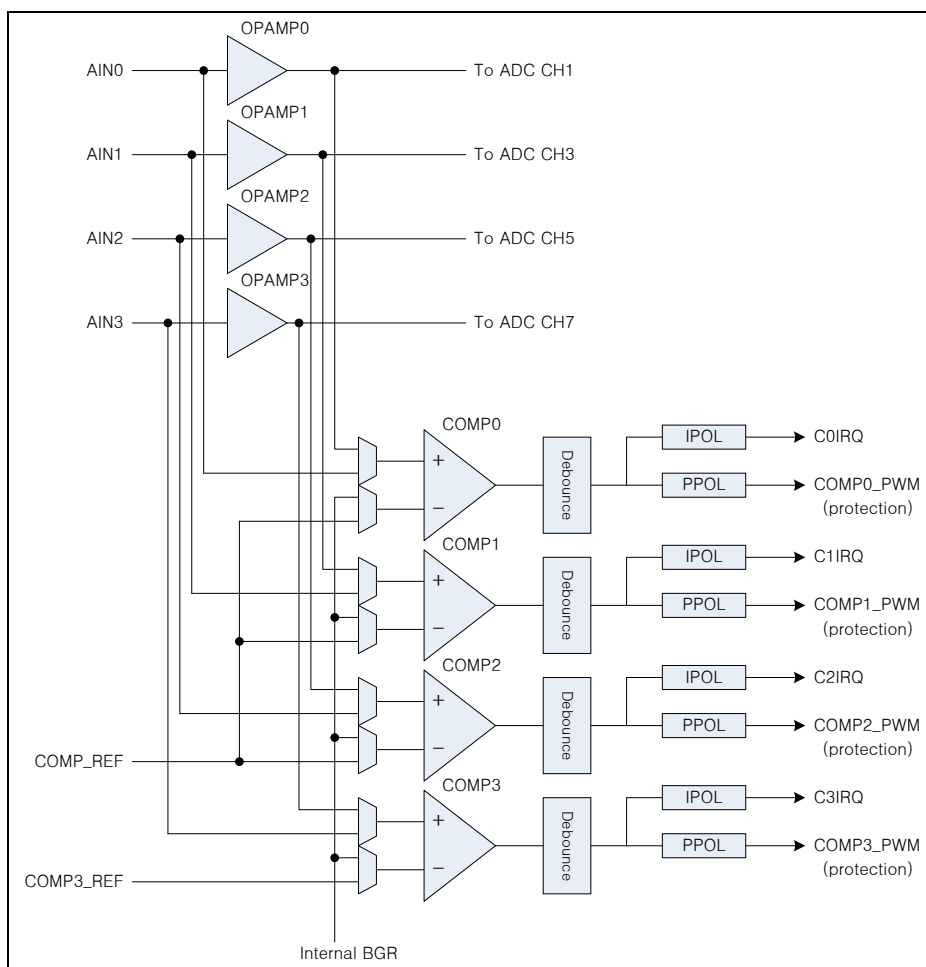 OPAMP0
AIN0
To ADC CH1
OPAMP1
AIN1
To ADC CH3
OPAMP2
AIN2
To ADC CH5
OPAMP3
AIN3
To ADC CH7
COMP0
+
−
Debounce
IPOL
C0IRQ
PPOL
COMP0_PWM
(protection)
COMP1
+
−
Debounce
IPOL
C1IRQ
PPOL
COMP1_PWM
(protection)
COMP2
+
−
Debounce
IPOL
C2IRQ
PPOL
COMP2_PWM
(protection)
COMP_REF
COMP3
+
−
Debounce
IPOL
C3IRQ
PPOL
COMP3_PWM
(protection)
COMP3_REF
Internal BGR